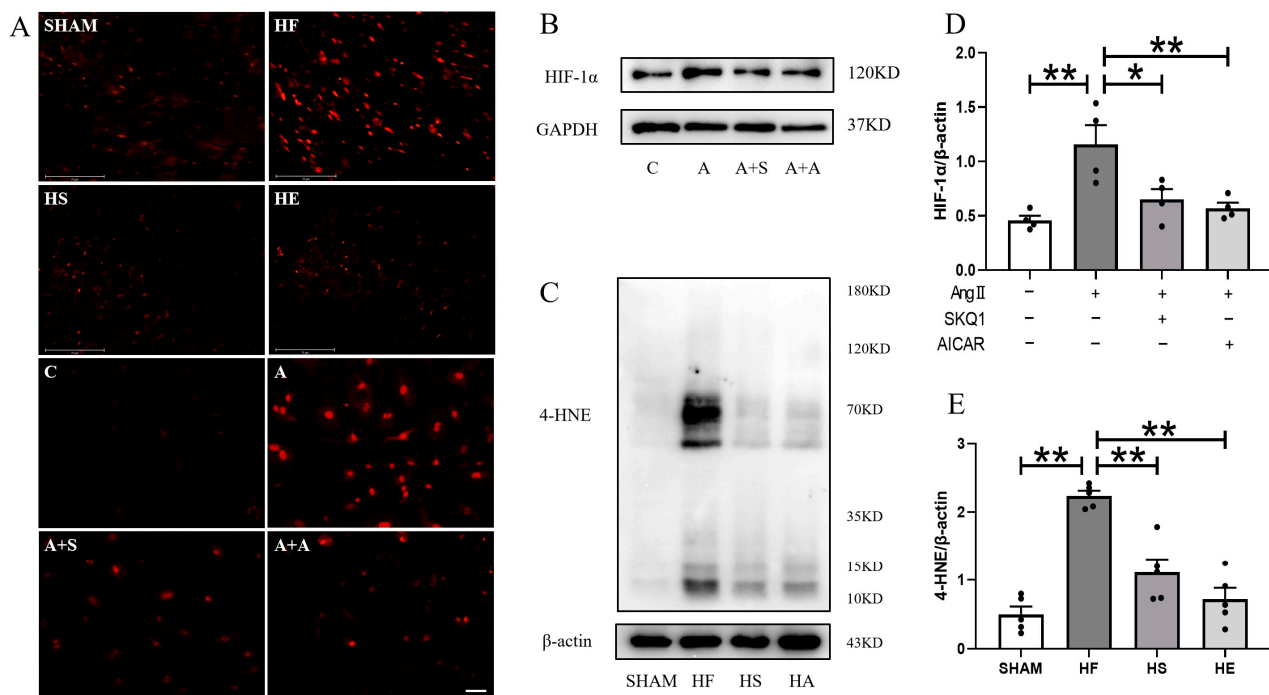 A
SHAM
HF
HS
HE
C
A
A+S
A+A
B
HIF-1α
120KD
GAPDH
37KD
C A A+S A+A
C
180KD
120KD
4-HNE
70KD
35KD
15KD
10KD
β-actin
43KD
SHAM HF HS HA
D
HIF-1α/β-actin
2.0
1.5
1.0
0.5
0.0
** * **
Ang II − + + +
SKQ1 − − + −
AICAR − − − +
E
4-HNE/β-actin
3
2
1
0
** ** **
SHAM HF HS HE